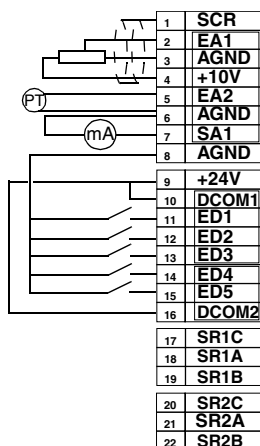 1 SCR
2 EA1
3 AGND
4 +10V
PT 5 EA2
6 AGND
mA 7 SA1
8 AGND
9 +24V
10 DCOM1
11 ED1
12 ED2
13 ED3
14 ED4
15 ED5
16 DCOM2
17 SR1C
18 SR1A
19 SR1B
20 SR2C
21 SR2A
22 SR2B